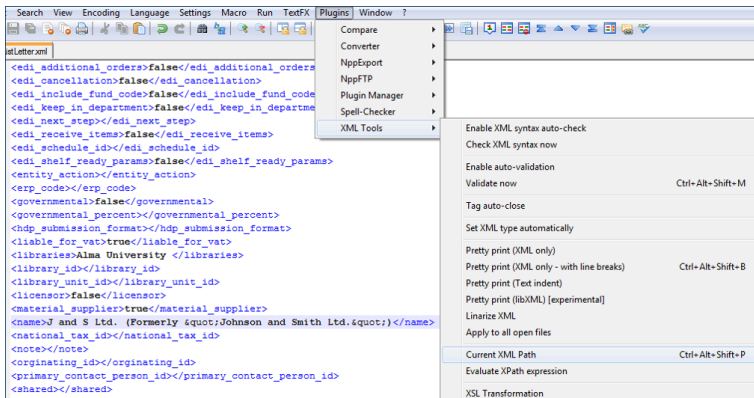 Search View Encoding Language Settings Macro Run TextFX Plugins Window ?
Compare
Converter
NppExport
NppFTP
Plugin Manager
Spell-Checker
XML Tools
istLetter.xml
<edi_additional_orders>false</edi_additional_orders
<edi_cancellation>false</edi_cancellation>
<edi_include_fund_code>false</edi_include_fund_code
<edi_keep_in_department>false</edi_keep_in_departme
<edi_next_step></edi_next_step>
<edi_receive_items>false</edi_receive_items>
<edi_schedule_id></edi_schedule_id>
<edi_shelf_ready_params>false</edi_shelf_ready_params>
<entity_action></entity_action>
<erp_code></erp_code>
<governmental>false</governmental>
<governmental_percent></governmental_percent>
<hdp_submission_format></hdp_submission_format>
<liable_for_vat>true</liable_for_vat>
<libraries>Alma University </libraries>
<library_id></library_id>
<library_unit_id></library_unit_id>
<licensor>false</licensor>
<material_supplier>true</material_supplier>
<name>J and S Ltd. (Formerly &quot;Johnson and Smith Ltd.&quot;)</name>
<national_tax_id></national_tax_id>
<note></note>
<orginating_id></orginating_id>
<primary_contact_person_id></primary_contact_person_id>
<shared></shared>
Enable XML syntax auto-check
Check XML syntax now
Enable auto-validation
Validate now Ctrl+Alt+Shift+M
Tag auto-close
Set XML type automatically
Pretty print (XML only)
Pretty print (XML only - with line breaks) Ctrl+Alt+Shift+B
Pretty print (Text indent)
Pretty print (libXML) [experimental]
Linarize XML
Apply to all open files
Current XML Path Ctrl+Alt+Shift+P
Evaluate XPath expression
XSL Transformation